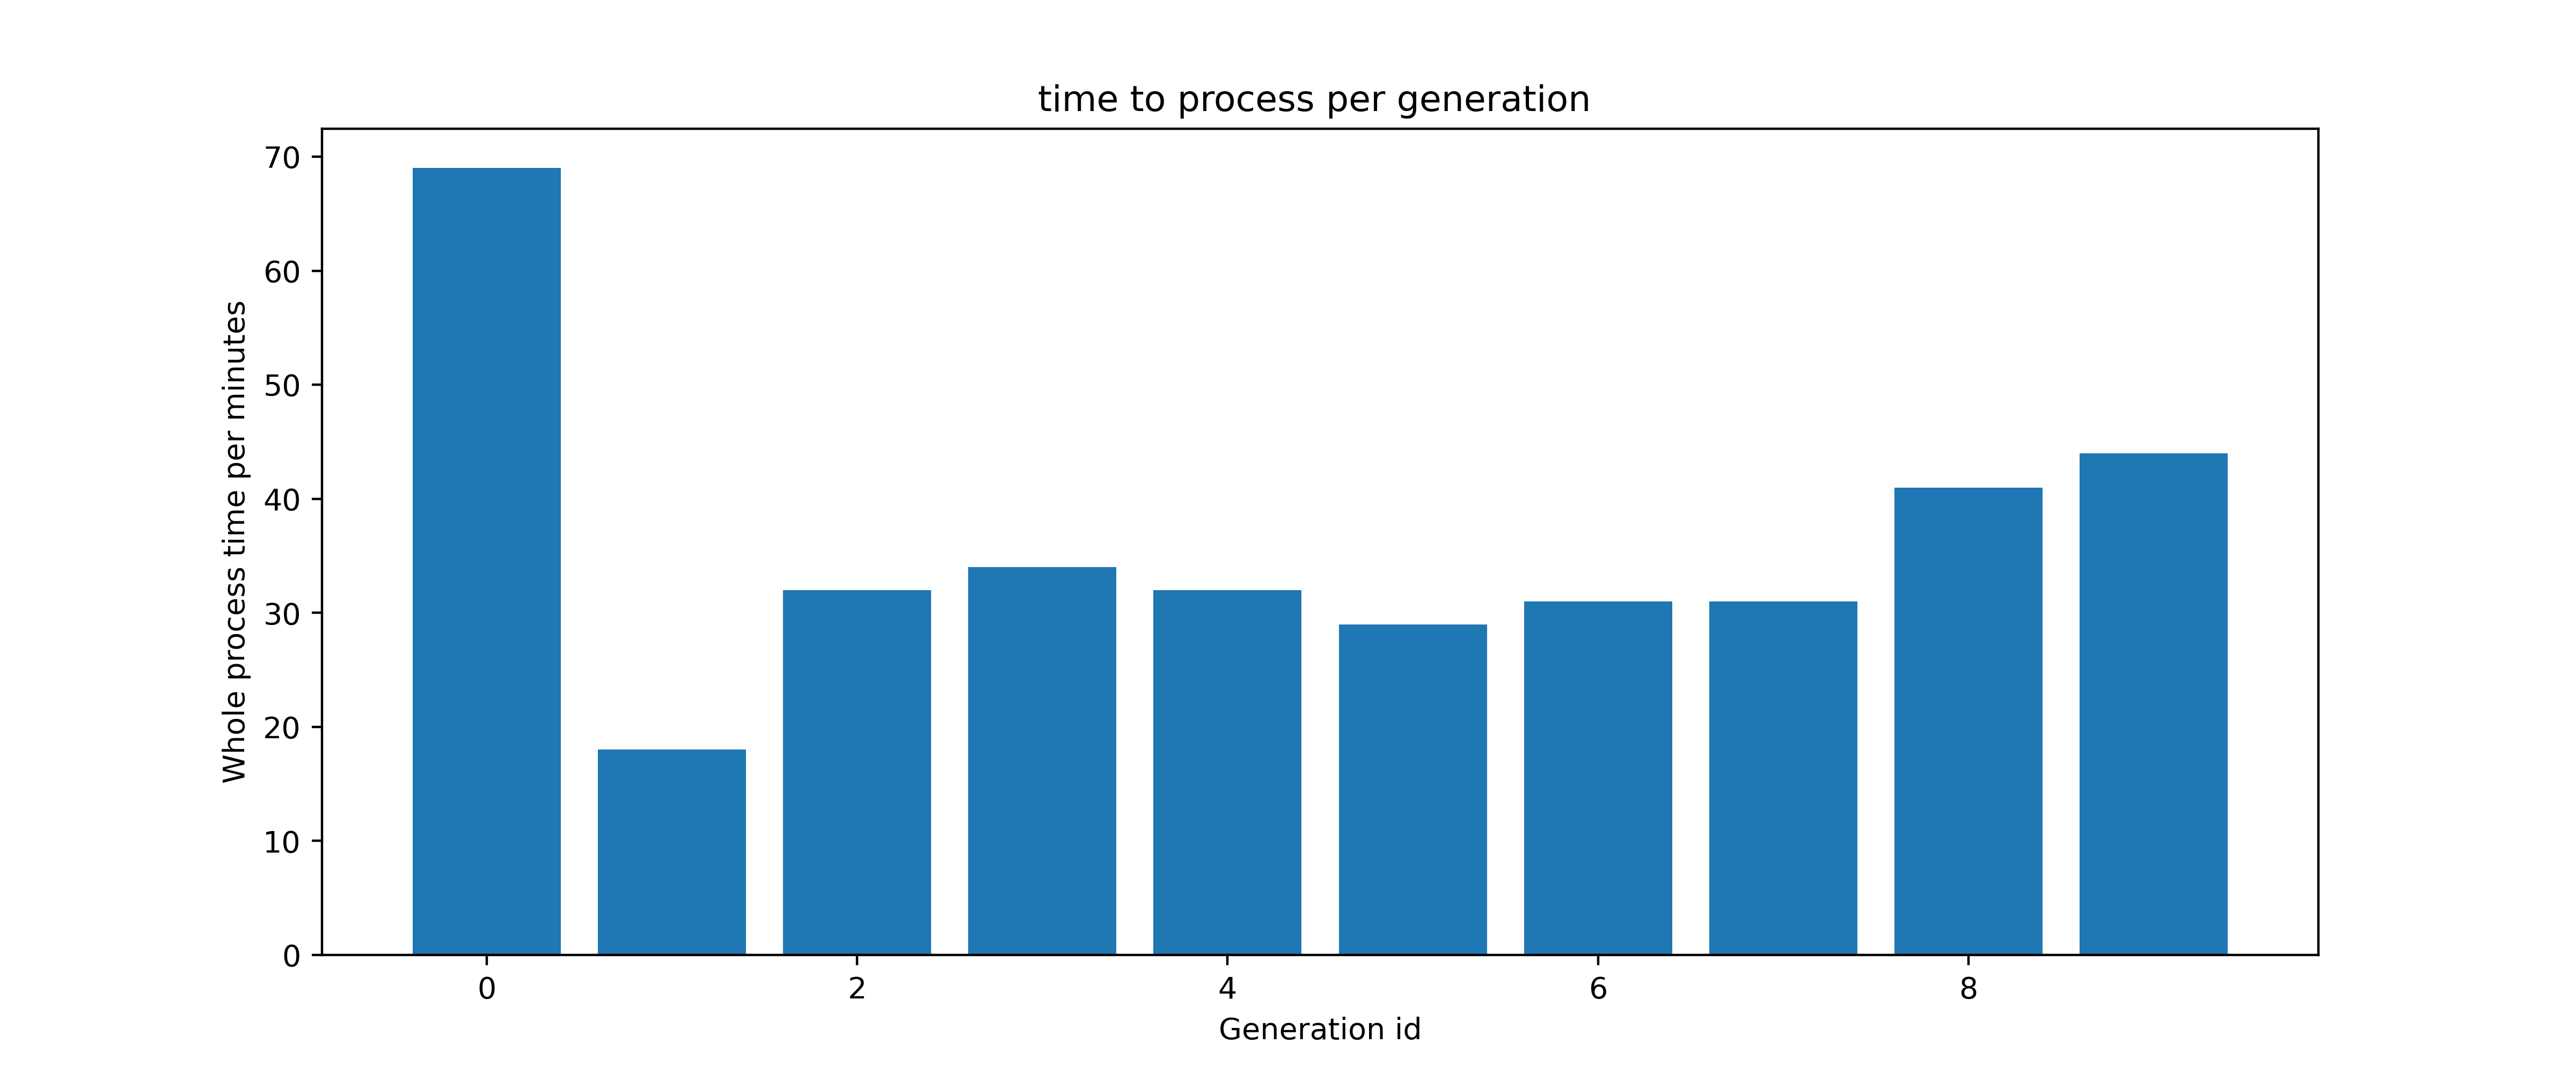 time to process per generation
70
60
50
40
30
20
10
0
Whole process time per minutes
0 2 4 6 8
Generation id